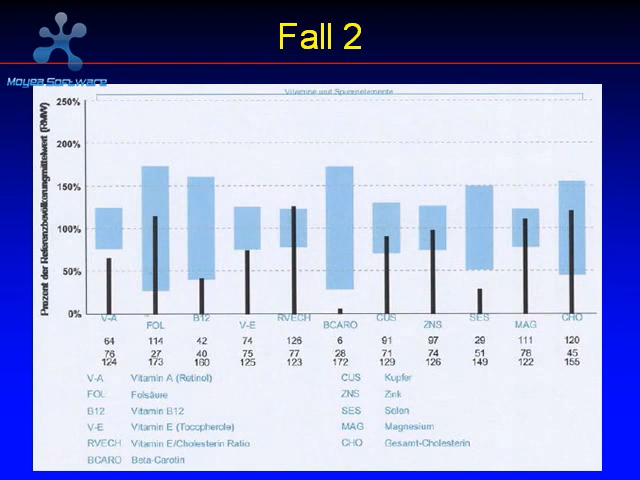 Fall 2
Moyea Software
Vitamine und Spurenelemente
Prozent der Referenzbevölkerungmittelwert (RMW)
250%
200%
150%
100%
50%
0%
V-A FOL B12 V-E RVECH BCARO CUS ZNS SES MAG CHO
64 114 42 74 126 6 91 97 29 111 120
76 27 40 75 77 28 71 74 51 78 45
124 173 160 125 123 172 129 126 149 122 155
V-A Vitamin A (Retinol) CUS Kupfer
FOL Folsäure ZNS Zink
B12 Vitamin B12 SES Selen
V-E Vitamin E (Tocopherole) MAG Magnesium
RVECH Vitamin E/Cholesterin Ratio CHO Gesamt-Cholesterin
BCARO Beta-Carotin